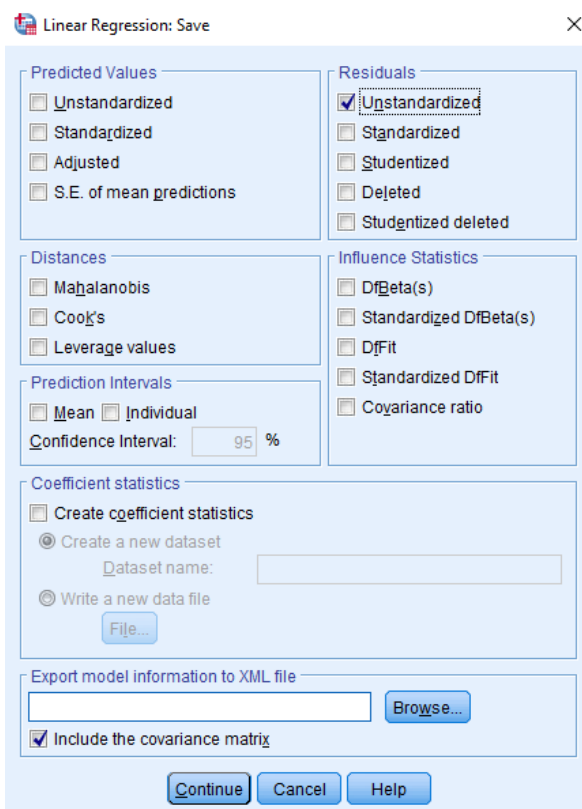 Linear Regression: Save
Predicted Values
Unstandardized
Standardized
Adjusted
S.E. of mean predictions
Residuals
Unstandardized
Standardized
Studentized
Deleted
Studentized deleted
Distances
Mahalanobis
Cook's
Leverage values
Influence Statistics
DfBeta(s)
Standardized DfBeta(s)
DfFit
Standardized DfFit
Covariance ratio
Prediction Intervals
Mean Individual
Confidence Interval: 95 %
Coefficient statistics
Create coefficient statistics
Create a new dataset
Dataset name:
Write a new data file
File...
Export model information to XML file
Browse...
Include the covariance matrix
Continue Cancel Help